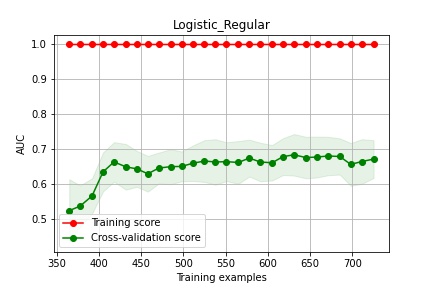 Logistic_Regular
AUC
1.0
0.9
0.8
0.7
0.6
0.5
Training score
Cross-validation score
350 400 450 500 550 600 650 700
Training examples